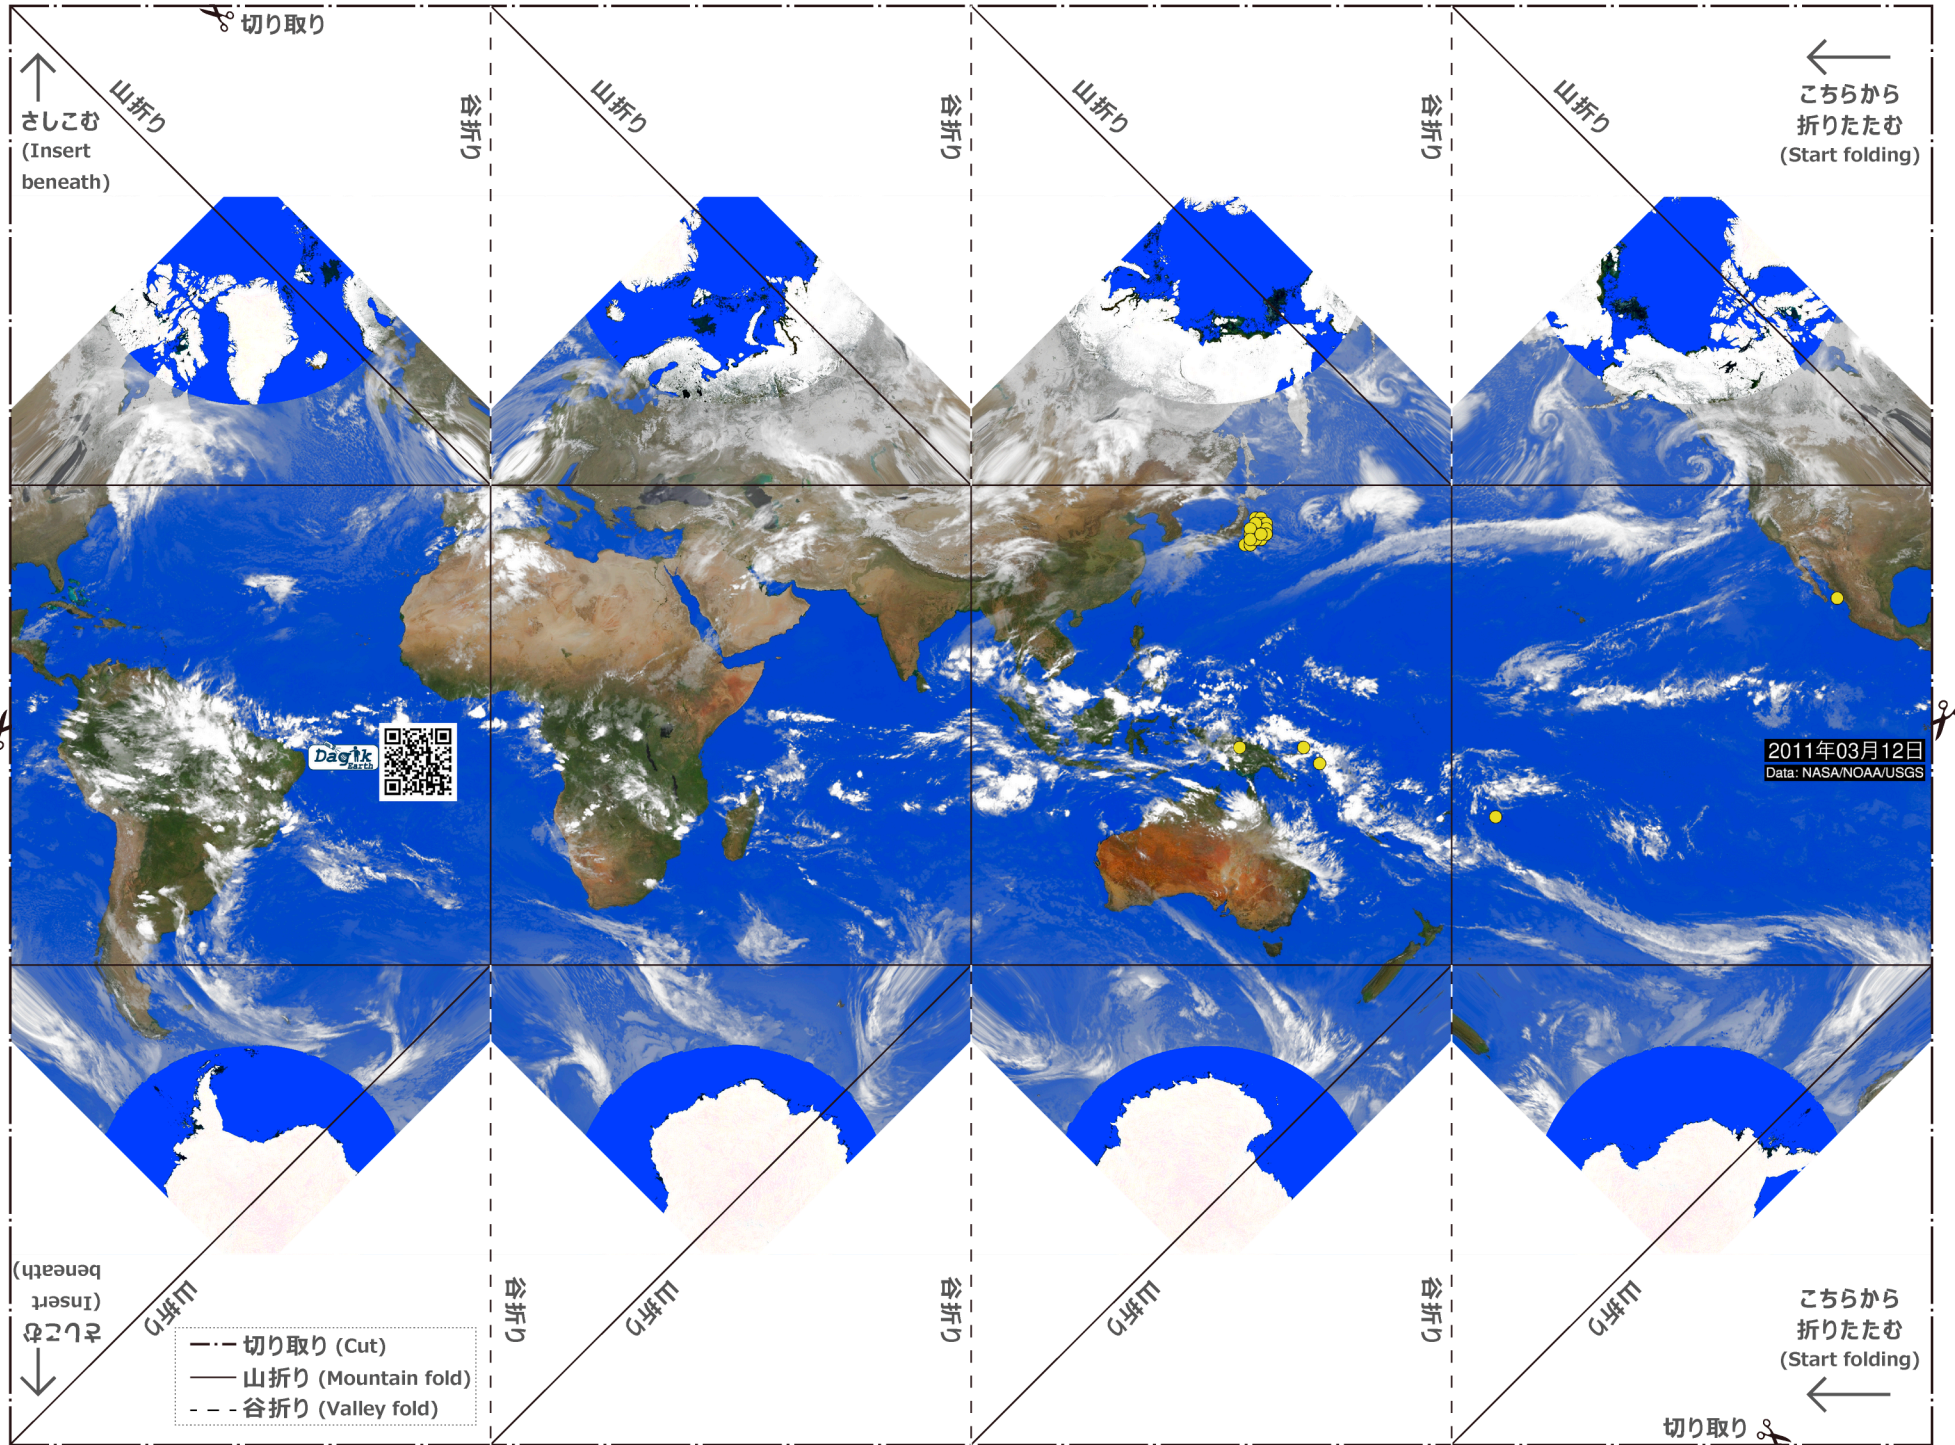 切り取り
山折り
谷折り
山折り
谷折り
山折り
谷折り
山折り
さしこむ
(Insert
beneath)
こちらから
折りたたむ
(Start folding)
Dagik
Earth
2011年03月12日
Data: NASA/NOAA/USGS
さしこむ
(Insert
beneath)
山折り
谷折り
山折り
谷折り
山折り
谷折り
山折り
こちらから
折りたたむ
(Start folding)
切り取り (Cut)
山折り (Mountain fold)
谷折り (Valley fold)
切り取り